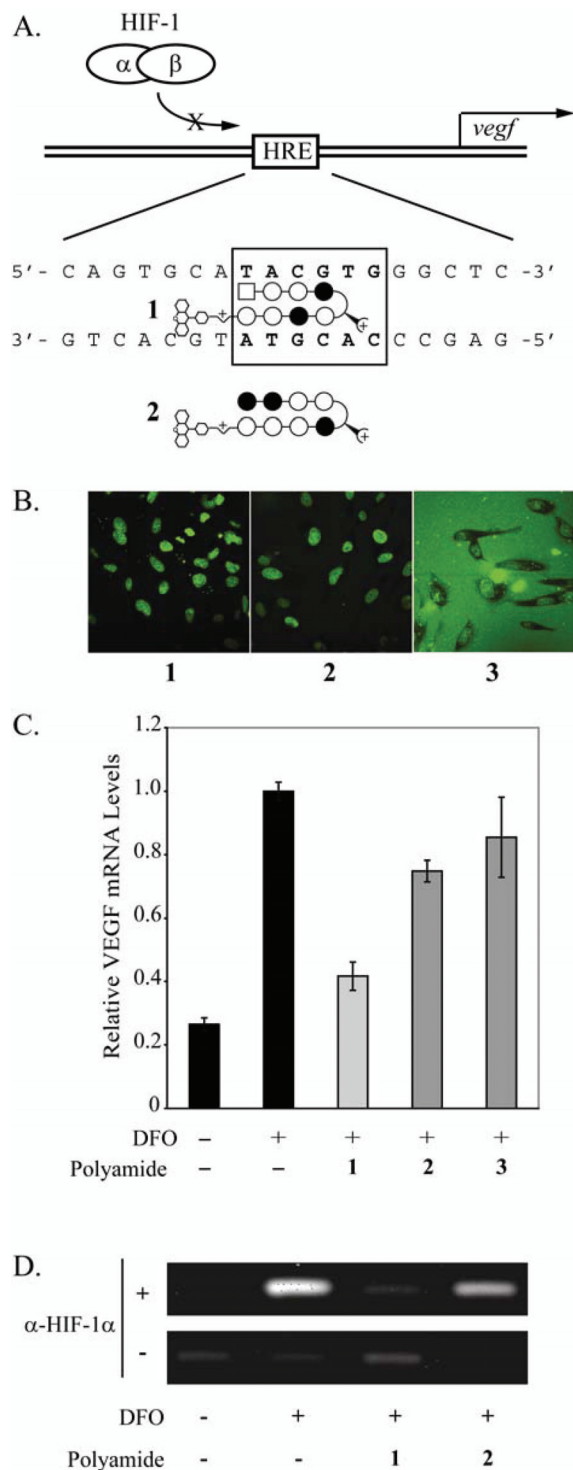 A.
HIF-1
α β
X
vegf
HRE
5′- C A G T G C A T A C G T G G G C T C -3′
1
+ +
3′- G T C A C G T A T G C A C C C G A G -5′
2
+ +
B.
1 2 3
C.
Relative VEGF mRNA Levels
1.2
1.0
0.8
0.6
0.4
0.2
0
DFO – + + + +
Polyamide – – 1 2 3
D.
α-HIF-1α
+
-
DFO - + + +
Polyamide - - 1 2